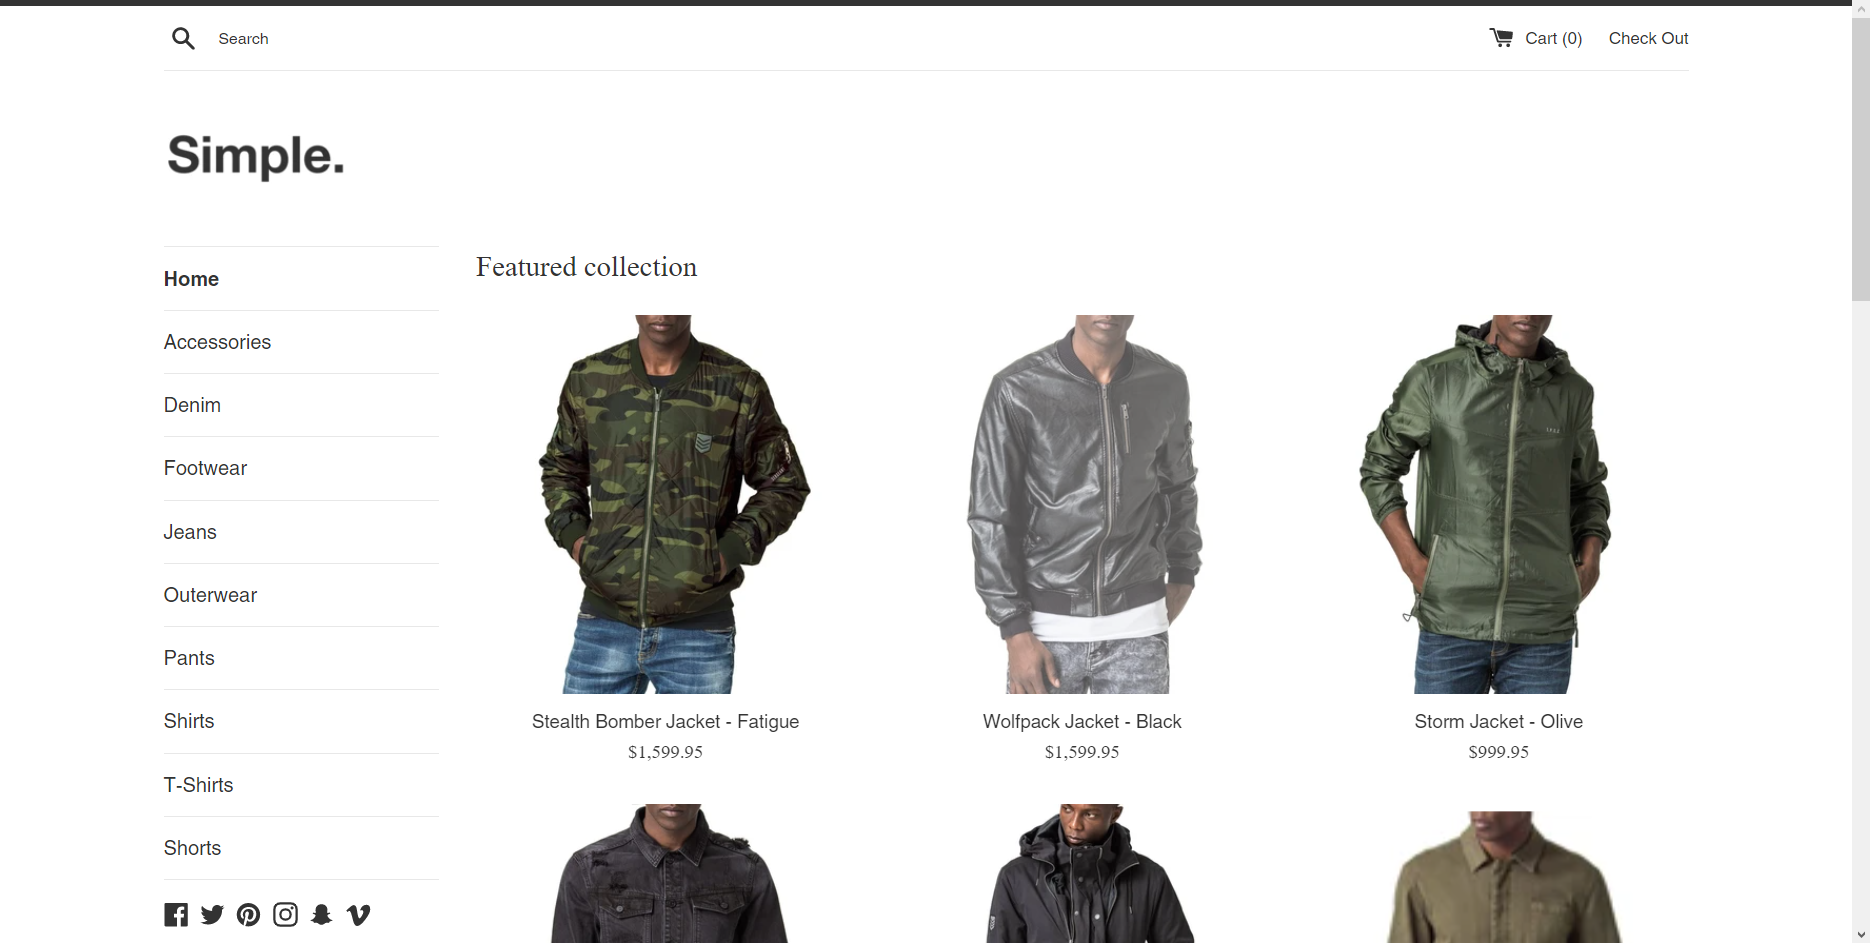 Search
Cart (0)
Check Out
Simple.
Home
Accessories
Denim
Footwear
Jeans
Outerwear
Pants
Shirts
T-Shirts
Shorts
Featured collection
Stealth Bomber Jacket - Fatigue
$1,599.95
Wolfpack Jacket - Black
$1,599.95
Storm Jacket - Olive
$999.95